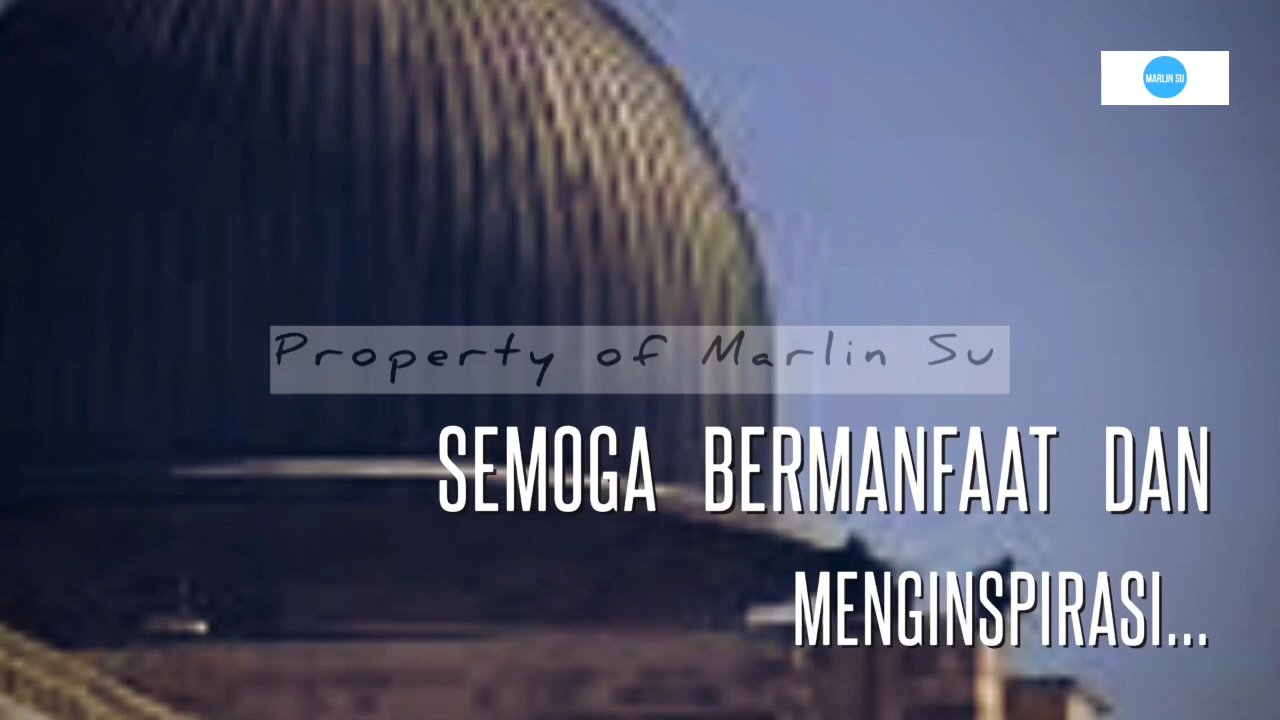 MARLIN SU
Property of Marlin Su
SEMOGA BERMANFAAT DAN
MENGINSPIRASI...